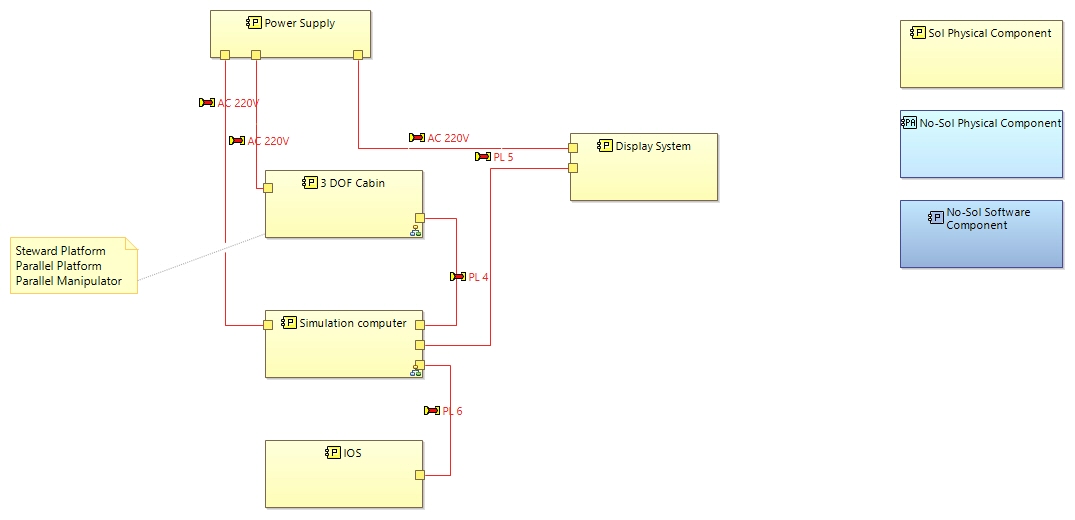 P Power Supply
P Sol Physical Component
AC 220V
PA No-Sol Physical Component
AC 220V
AC 220V
P Display System
PL 5
P 3 DOF Cabin
P No-Sol Software
Component
Steward Platform
Parallel Platform
Parallel Manipulator
PL 4
P Simulation computer
PL 6
P IOS